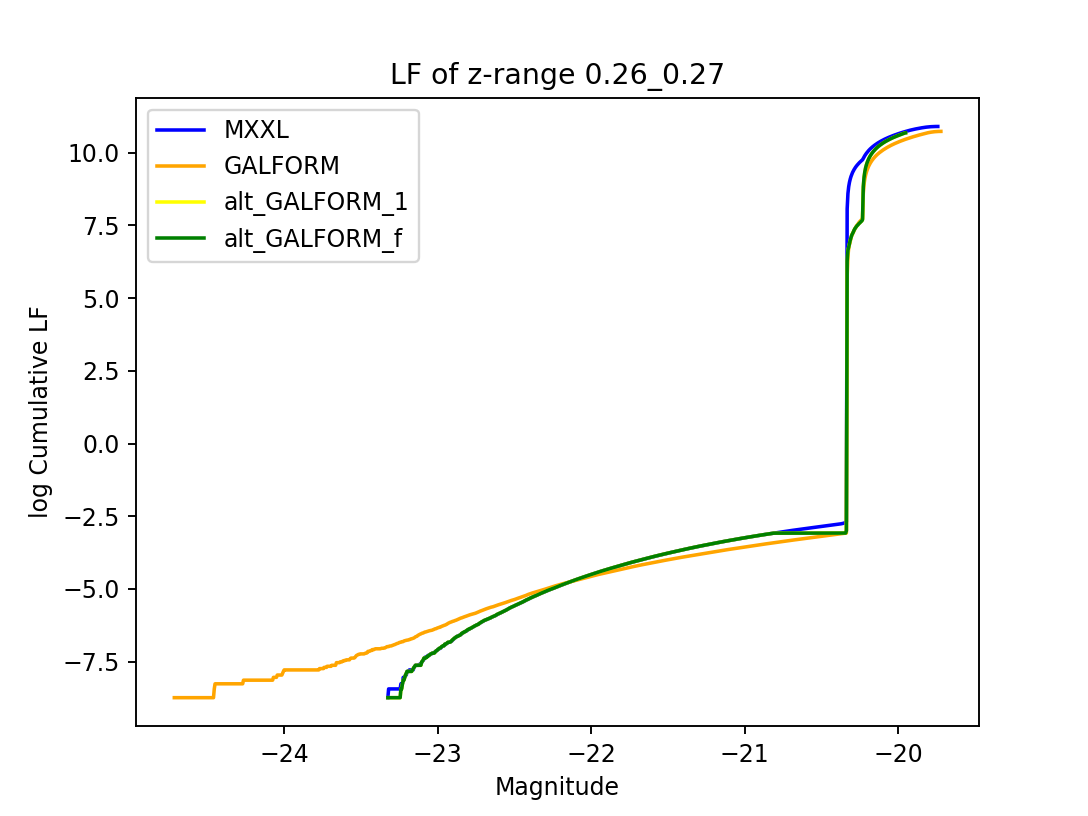 LF of z-range 0.26_0.27
MXXL
GALFORM
alt_GALFORM_1
alt_GALFORM_f
10.0
7.5
5.0
2.5
0.0
−2.5
−5.0
−7.5
log Cumulative LF
−24
−23
−22
−21
−20
Magnitude